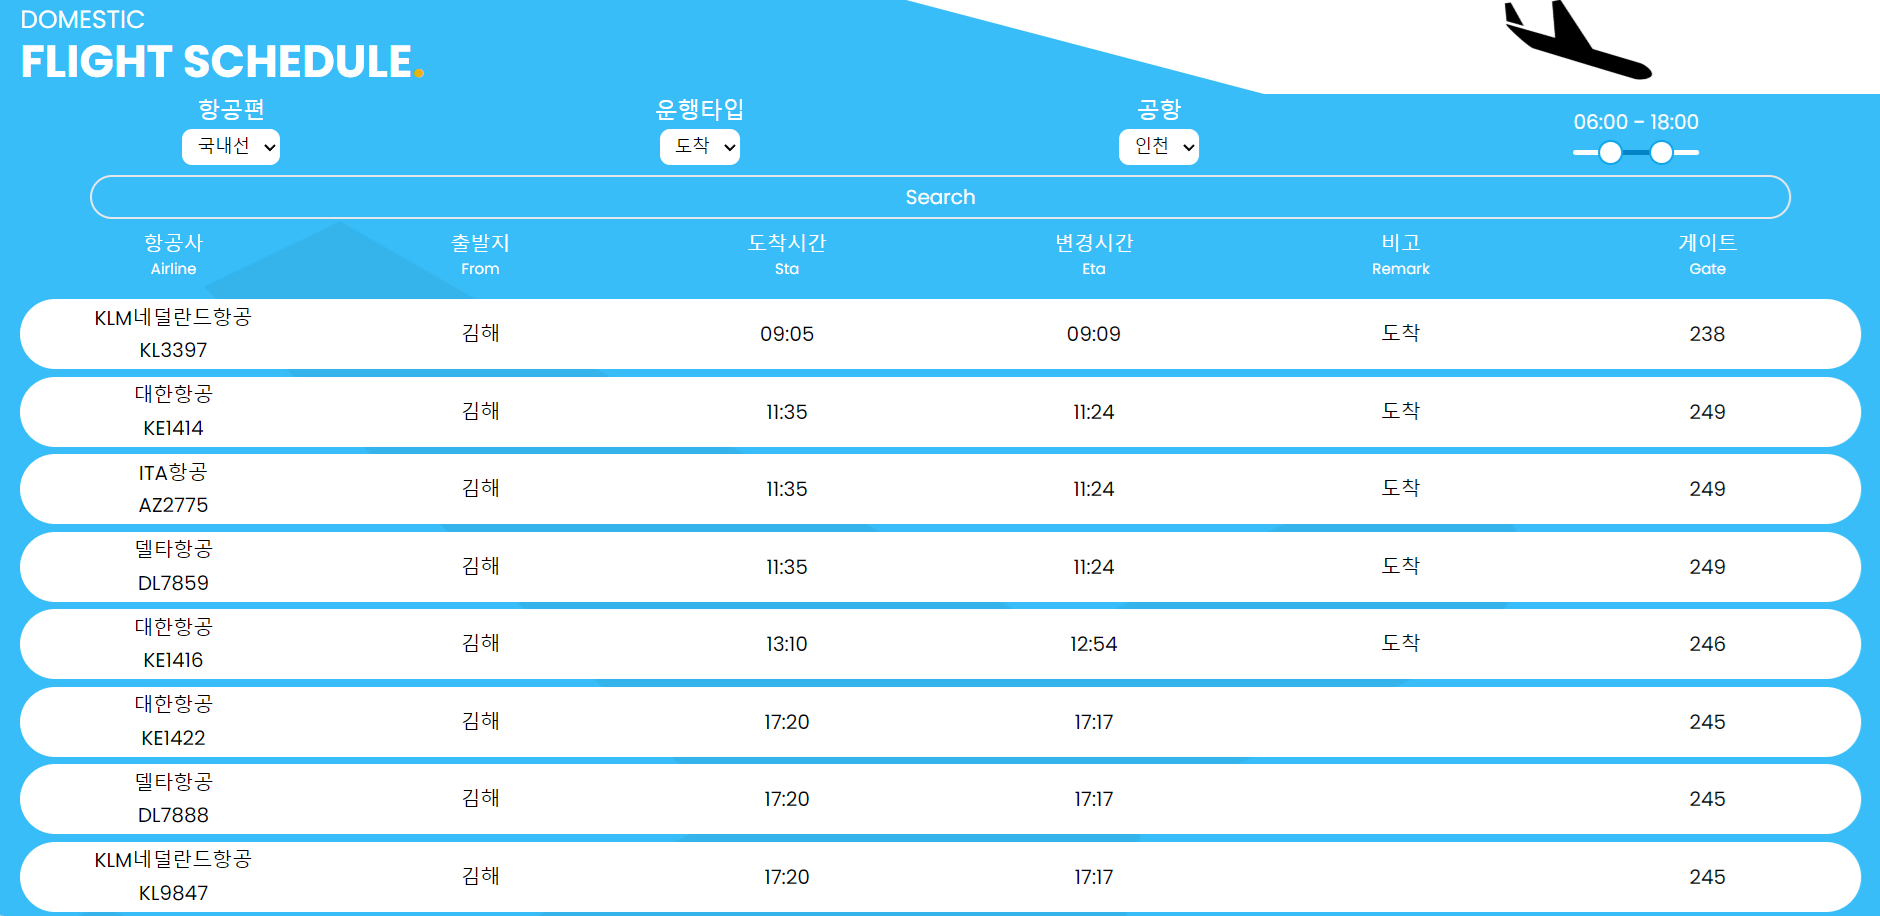 DOMESTIC
FLIGHT SCHEDULE.
항공편 운행타입 공항
국내선 도착 인천 06:00 - 18:00
Search
항공사 출발지 도착시간 변경시간 비고 게이트
Airline From Sta Eta Remark Gate
KLM네덜란드항공
KL3397 김해 09:05 09:09 도착 238
대한항공
KE1414 김해 11:35 11:24 도착 249
ITA항공
AZ2775 김해 11:35 11:24 도착 249
델타항공
DL7859 김해 11:35 11:24 도착 249
대한항공
KE1416 김해 13:10 12:54 도착 246
대한항공
KE1422 김해 17:20 17:17 245
델타항공
DL7888 김해 17:20 17:17 245
KLM네덜란드항공
KL9847 김해 17:20 17:17 245